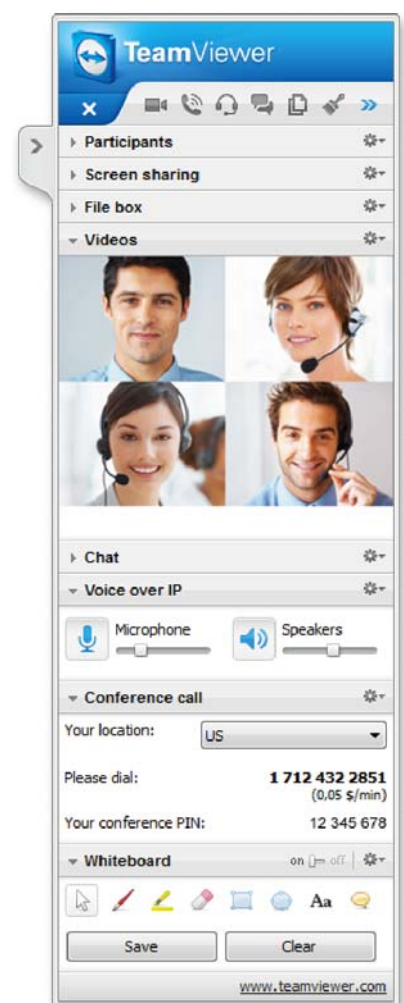 TeamViewer
Participants
Screen sharing
File box
Videos
Chat
Voice over IP
Microphone
Speakers
Conference call
Your location:
US
Please dial:
1 712 432 2851
(0,05 $/min)
Your conference PIN:
12 345 678
Whiteboard
on off
Aa
Save
Clear
www.teamviewer.com